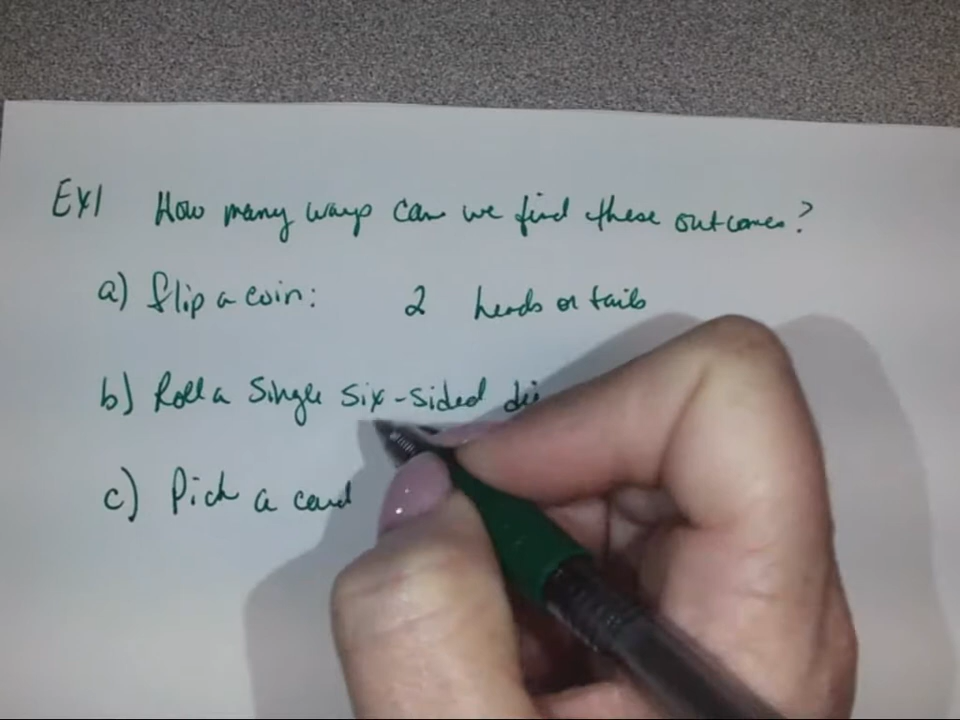 EX1 How many ways can we find these outcomes?
a) flip a coin: 2 heads or tails
b) Roll a single six-sided
c) Pick a card